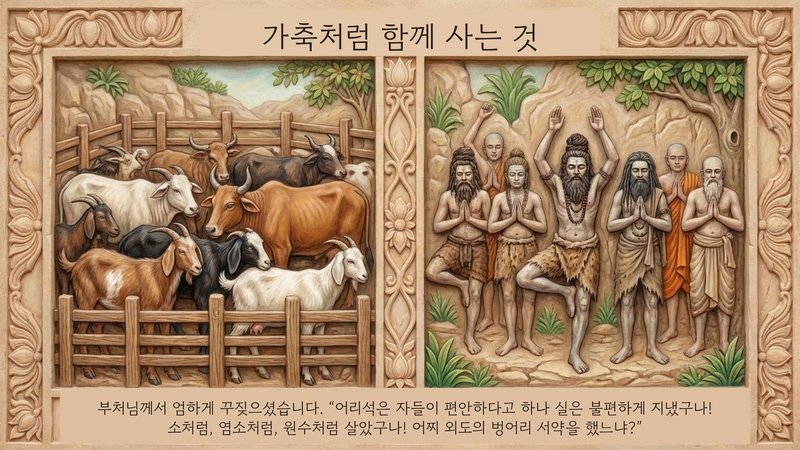 가축처럼 함께 사는 것
부처님께서 엄하게 꾸짖으셨습니다. “어리석은 자들이 편안하다고 하나 실은 불편하게 지냈구나!
소처럼, 염소처럼, 원수처럼 살았구나! 어찌 외도의 벙어리 서약을 했느냐?”